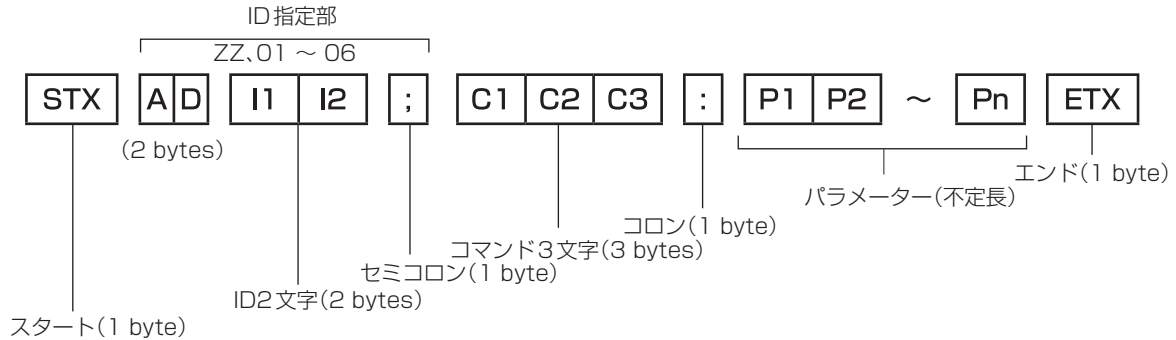 ID指定部
ZZ、01 ～ 06
STX A D I1 I2 ; C1 C2 C3 : P1 P2 ～ Pn ETX
(2 bytes)
エンド(1 byte)
パラメーター(不定長)
コロン(1 byte)
コマンド3文字(3 bytes)
セミコロン(1 byte)
ID2文字(2 bytes)
スタート(1 byte)